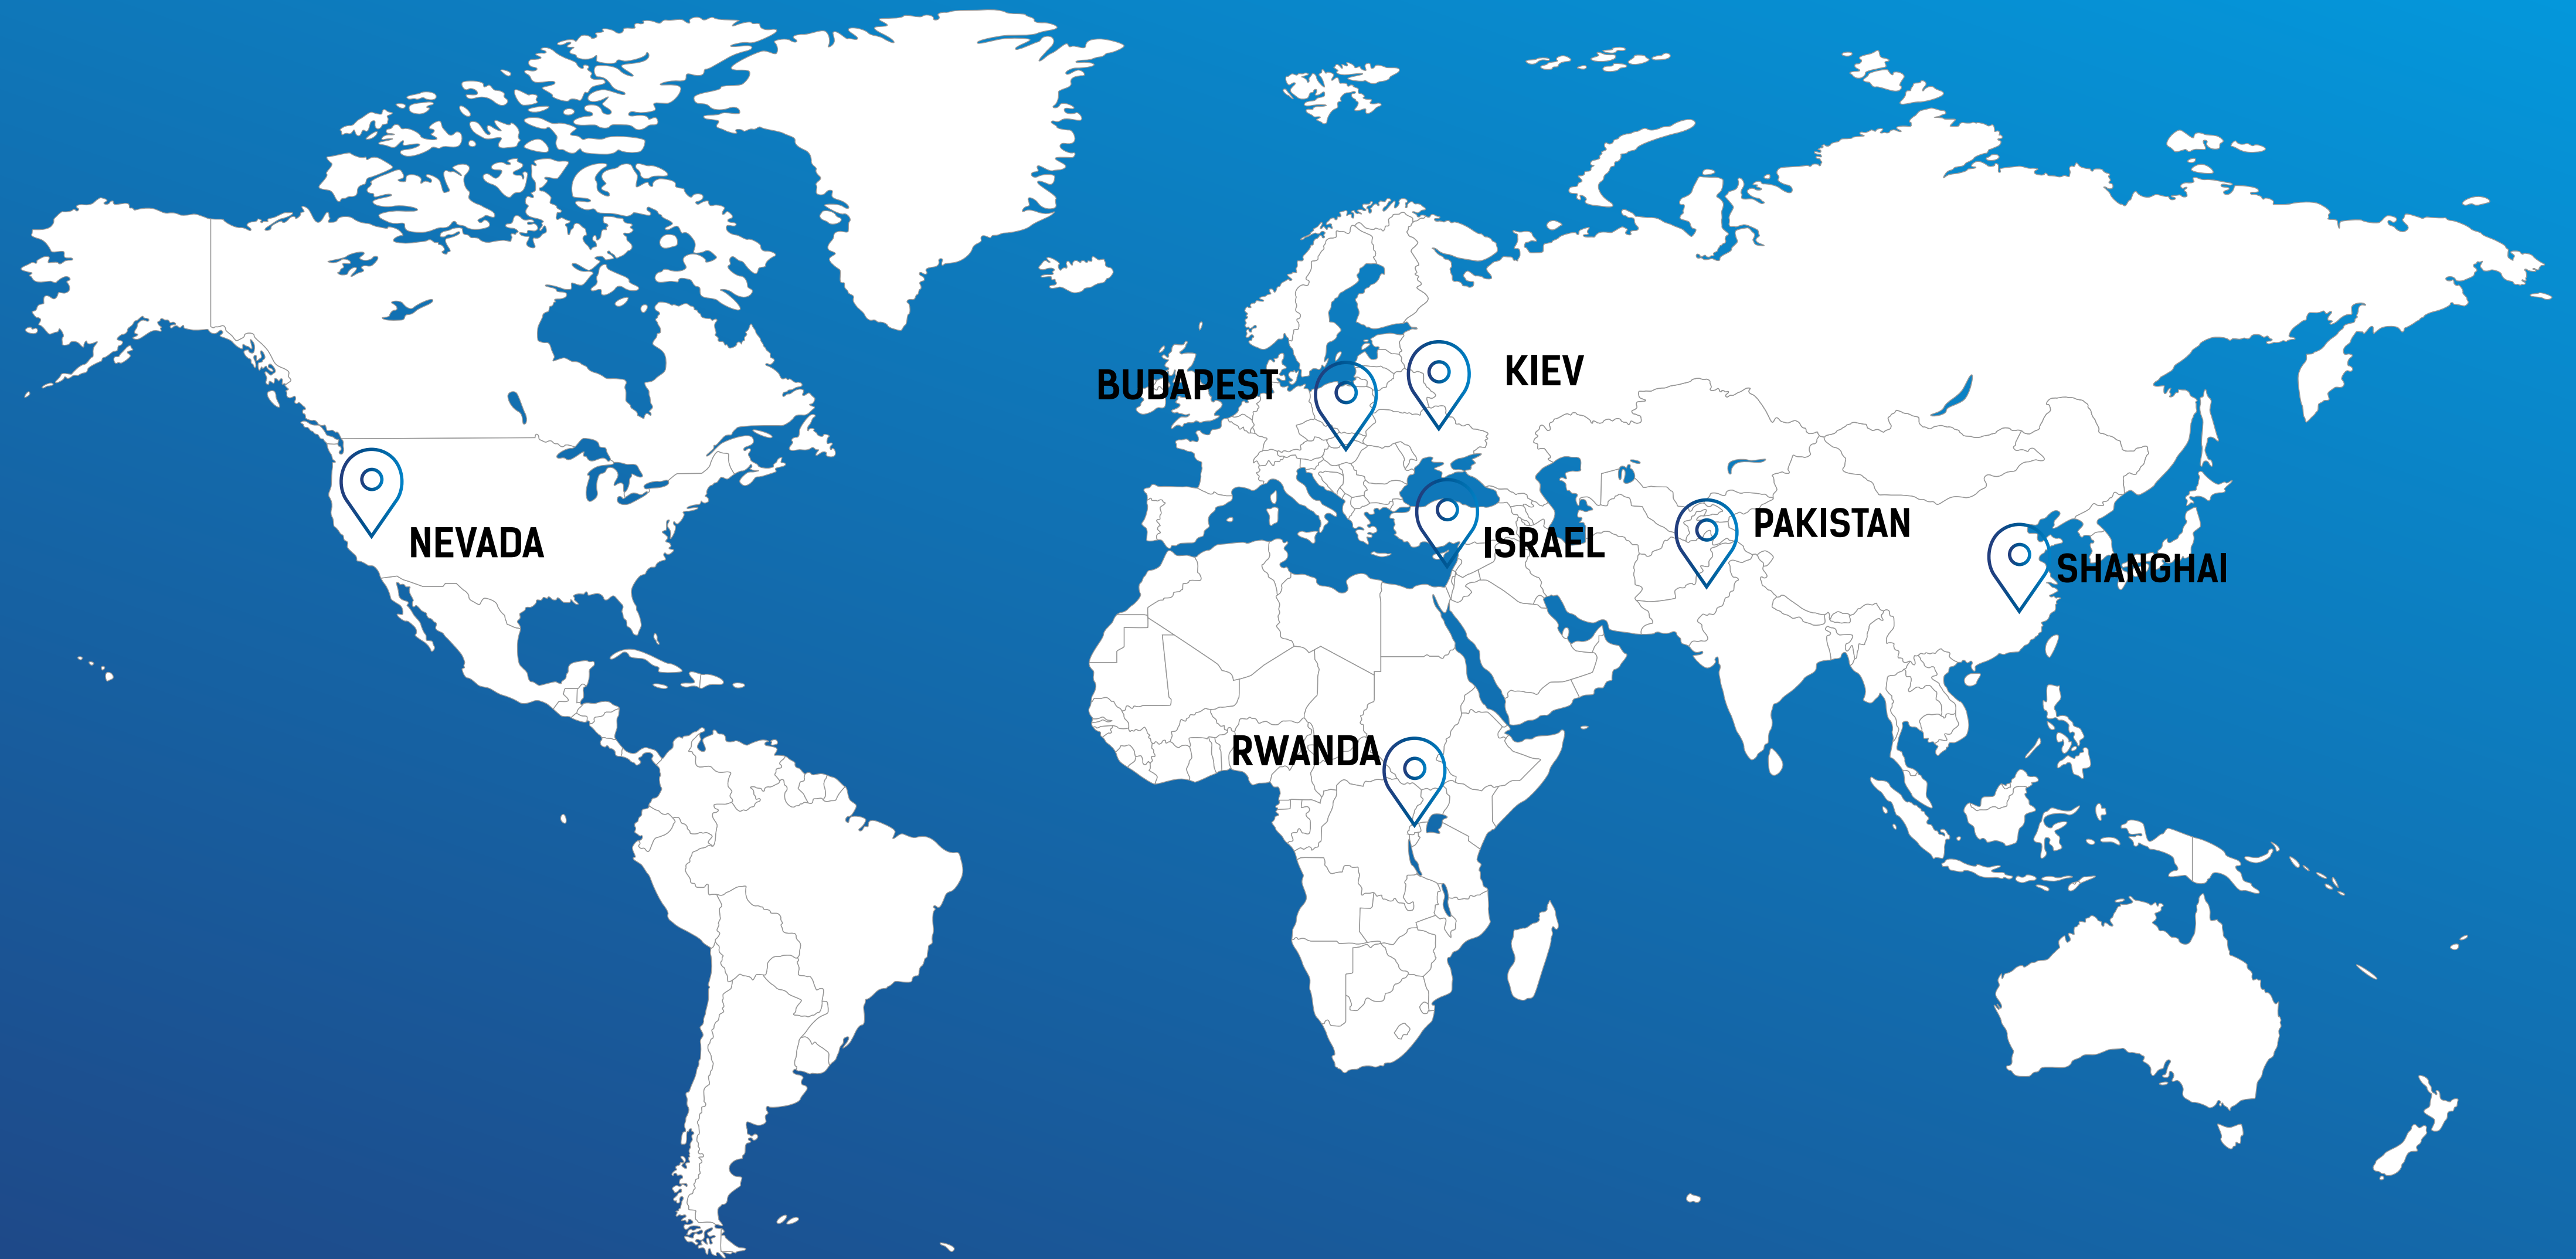 KIEV
BUDAPEST
PAKISTAN
NEVADA
ISRAEL
SHANGHAI
RWANDA